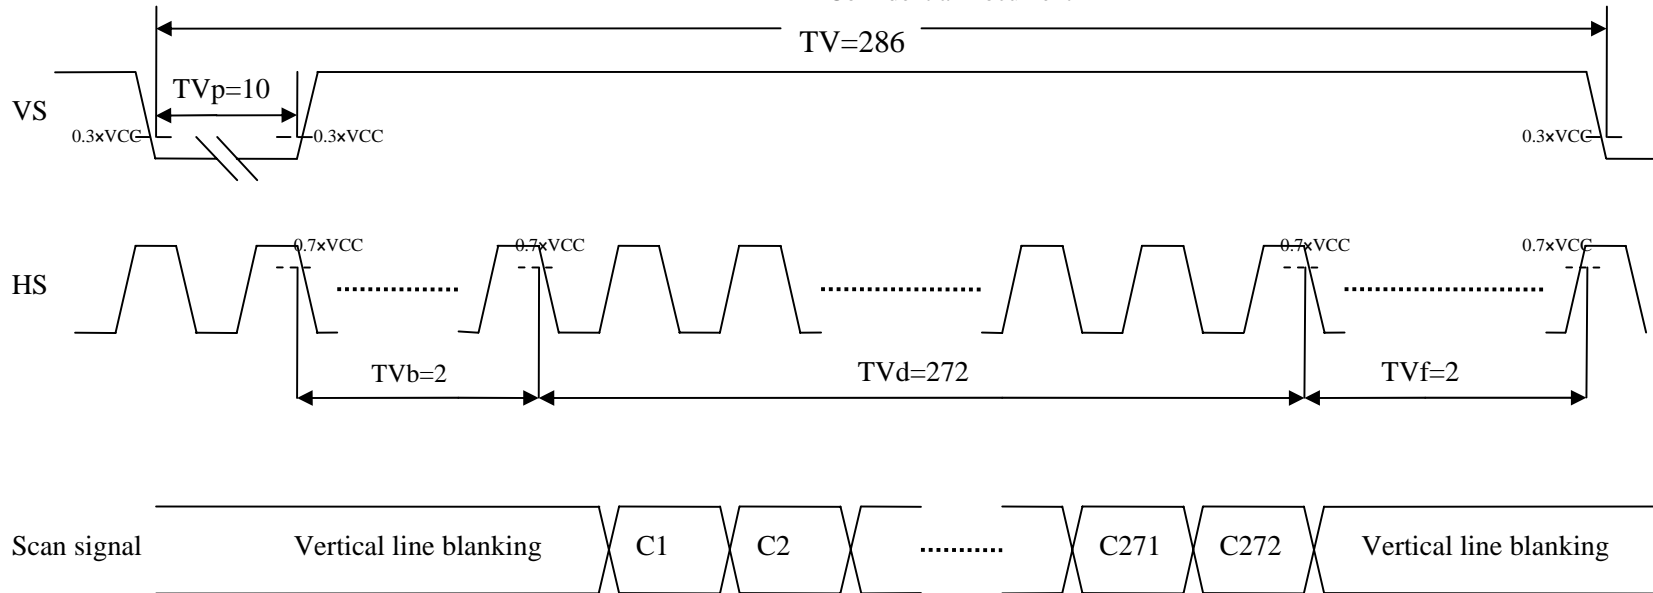 TV=286
TVp=10
VS
0.3×VCC
0.3×VCC
0.3×VCC
0.7×VCC
0.7×VCC
0.7×VCC
0.7×VCC
HS
TVb=2
TVd=272
TVf=2
Scan signal
Vertical line blanking
C1
C2
C271
C272
Vertical line blanking